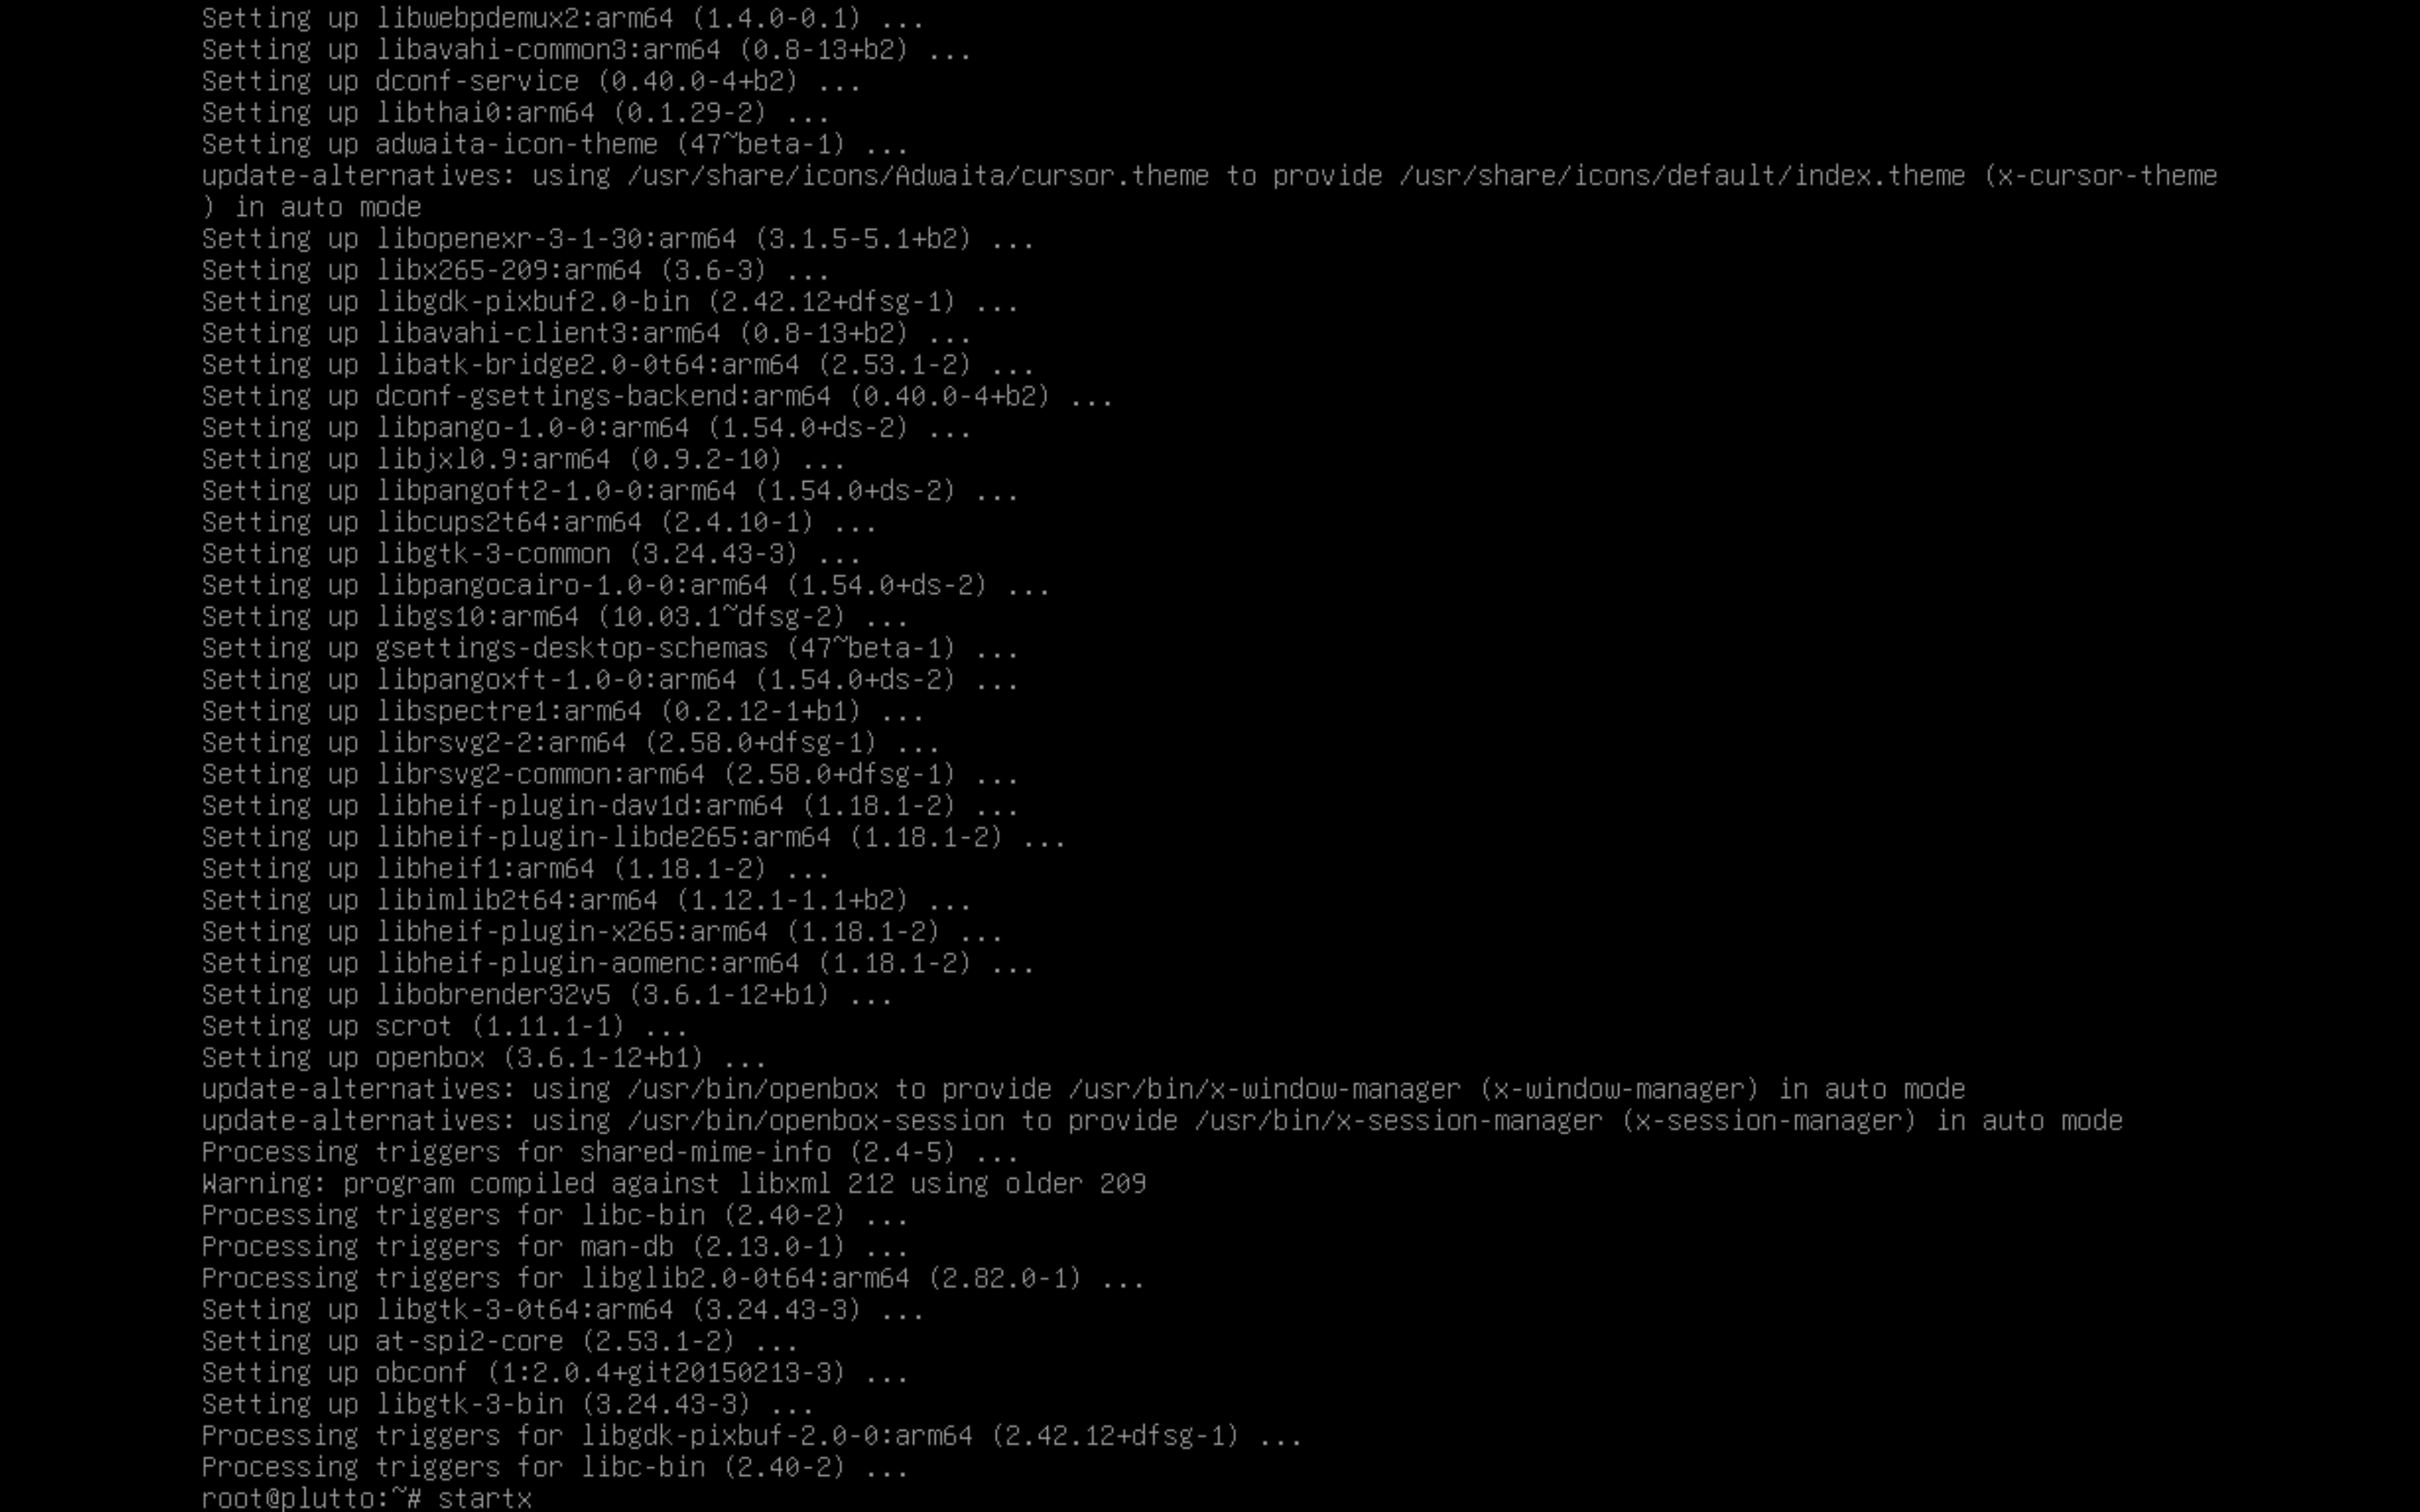 Setting up libwebpdemux2:arm64 (1.4.0-0.1) ...
Setting up libavahi-common3:arm64 (0.8-13+b2) ...
Setting up dconf-service (0.40.0-4+b2) ...
Setting up libthai0:arm64 (0.1.29-2) ...
Setting up adwaita-icon-theme (47~beta-1) ...
update-alternatives: using /usr/share/icons/Adwaita/cursor.theme to provide /usr/share/icons/default/index.theme (x-cursor-theme
) in auto mode
Setting up libopenexr-3-1-30:arm64 (3.1.5-5.1+b2) ...
Setting up libx265-209:arm64 (3.6-3) ...
Setting up libgdk-pixbuf2.0-bin (2.42.12+dfsg-1) ...
Setting up libavahi-client3:arm64 (0.8-13+b2) ...
Setting up libatk-bridge2.0-0t64:arm64 (2.53.1-2) ...
Setting up dconf-gsettings-backend:arm64 (0.40.0-4+b2) ...
Setting up libpango-1.0-0:arm64 (1.54.0+ds-2) ...
Setting up libjxl0.9:arm64 (0.9.2-10) ...
Setting up libpangoft2-1.0-0:arm64 (1.54.0+ds-2) ...
Setting up libcups2t64:arm64 (2.4.10-1) ...
Setting up libgtk-3-common (3.24.43-3) ...
Setting up libpangocairo-1.0-0:arm64 (1.54.0+ds-2) ...
Setting up libgs10:arm64 (10.03.1~dfsg-2) ...
Setting up gsettings-desktop-schemas (47~beta-1) ...
Setting up libpangoxft-1.0-0:arm64 (1.54.0+ds-2) ...
Setting up libspectre1:arm64 (0.2.12-1+b1) ...
Setting up librsvg2-2:arm64 (2.58.0+dfsg-1) ...
Setting up librsvg2-common:arm64 (2.58.0+dfsg-1) ...
Setting up libheif-plugin-dav1d:arm64 (1.18.1-2) ...
Setting up libheif-plugin-libde265:arm64 (1.18.1-2) ...
Setting up libheif1:arm64 (1.18.1-2) ...
Setting up libimlib2t64:arm64 (1.12.1-1.1+b2) ...
Setting up libheif-plugin-x265:arm64 (1.18.1-2) ...
Setting up libheif-plugin-aomenc:arm64 (1.18.1-2) ...
Setting up libobrender32v5 (3.6.1-12+b1) ...
Setting up scrot (1.11.1-1) ...
Setting up openbox (3.6.1-12+b1) ...
update-alternatives: using /usr/bin/openbox to provide /usr/bin/x-window-manager (x-window-manager) in auto mode
update-alternatives: using /usr/bin/openbox-session to provide /usr/bin/x-session-manager (x-session-manager) in auto mode
Processing triggers for shared-mime-info (2.4-5) ...
Warning: program compiled against libxml 212 using older 209
Processing triggers for libc-bin (2.40-2) ...
Processing triggers for man-db (2.13.0-1) ...
Processing triggers for libglib2.0-0t64:arm64 (2.82.0-1) ...
Setting up libgtk-3-0t64:arm64 (3.24.43-3) ...
Setting up at-spi2-core (2.53.1-2) ...
Setting up obconf (1:2.0.4+git20150213-3) ...
Setting up libgtk-3-bin (3.24.43-3) ...
Processing triggers for libgdk-pixbuf-2.0-0:arm64 (2.42.12+dfsg-1) ...
Processing triggers for libc-bin (2.40-2) ...
root@plutto:~# startx